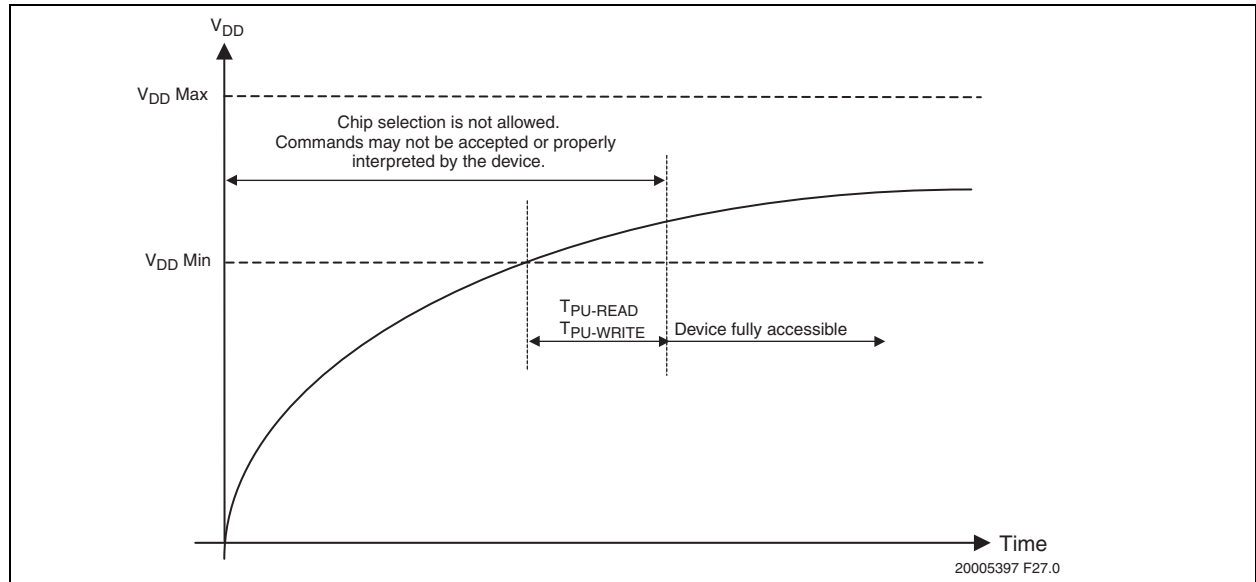 VDD
VDD Max
Chip selection is not allowed.
Commands may not be accepted or properly
interpreted by the device.
VDD Min
TPU-READ
TPU-WRITE
Device fully accessible
Time
20005397 F27.0